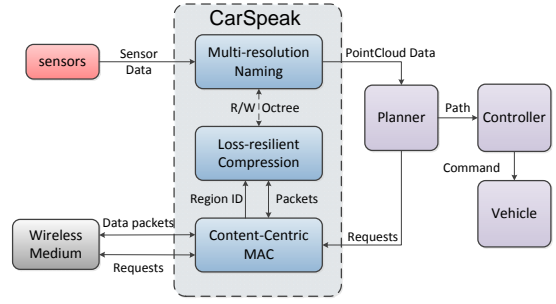 CarSpeak
sensors
Sensor
Data
Multi-resolution
Naming
PointCloud Data
R/W Octree
Planner
Path
Controller
Loss-resilient
Compression
Command
Region ID
Packets
Vehicle
Wireless
Medium
Data packets
Requests
Content-Centric
MAC
Requests